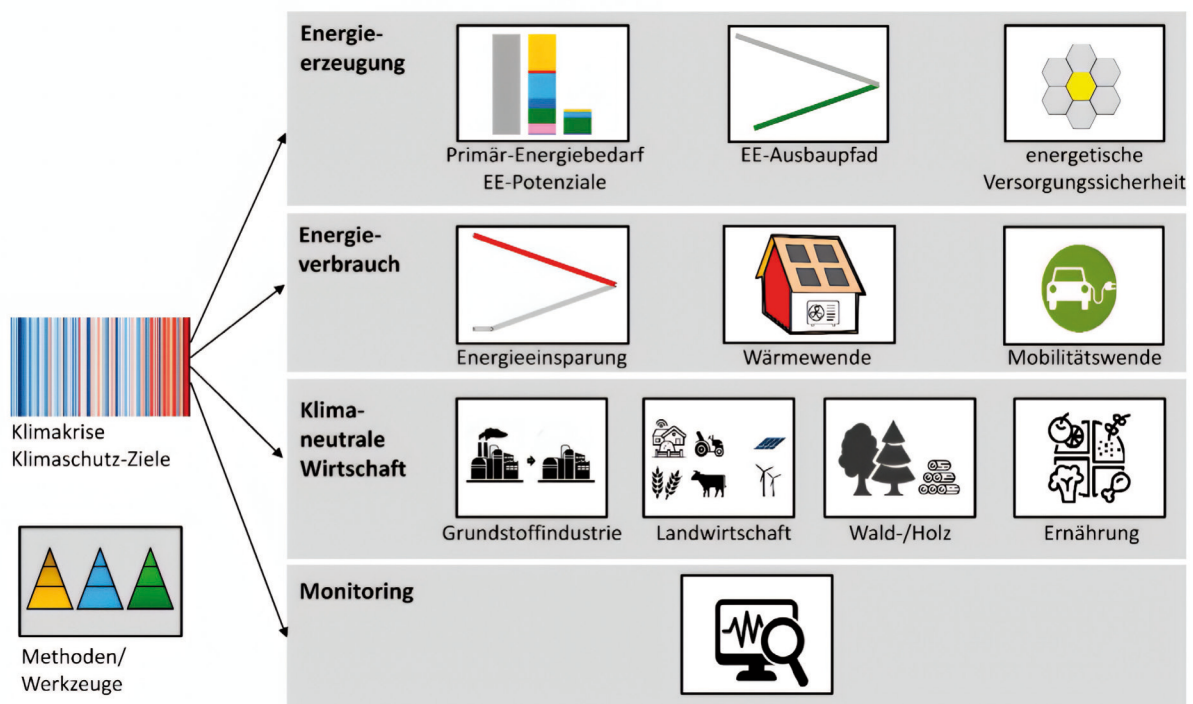 Energie-
erzeugung
Primär-Energiebedarf
EE-Potenziale
EE-Ausbaupfad
energetische
Versorgungssicherheit
Energie-
verbrauch
Energieeinsparung
Wärmewende
Mobilitätswende
Klimakrise
Klimaschutz-Ziele
Klima-
neutrale
Wirtschaft
Grundstoffindustrie
Landwirtschaft
Wald-/Holz
Ernährung
Methoden/
Werkzeuge
Monitoring